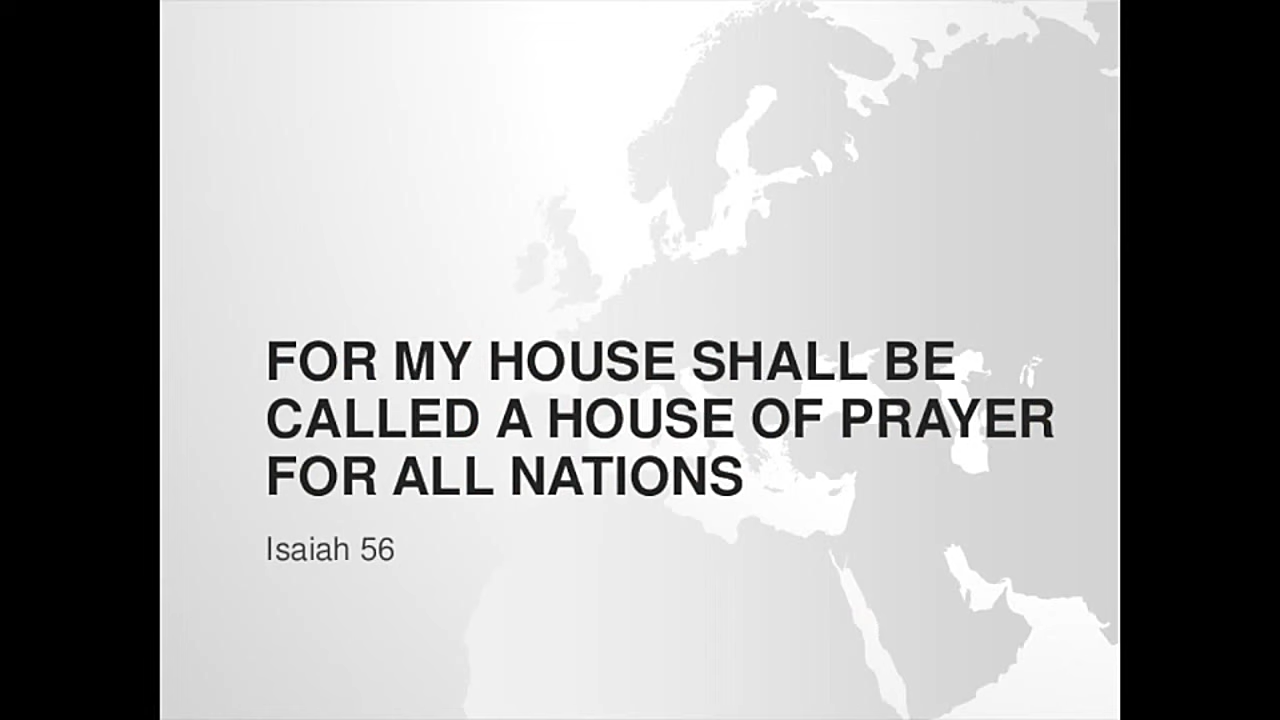 FOR MY HOUSE SHALL BE
CALLED A HOUSE OF PRAYER
FOR ALL NATIONS
Isaiah 56